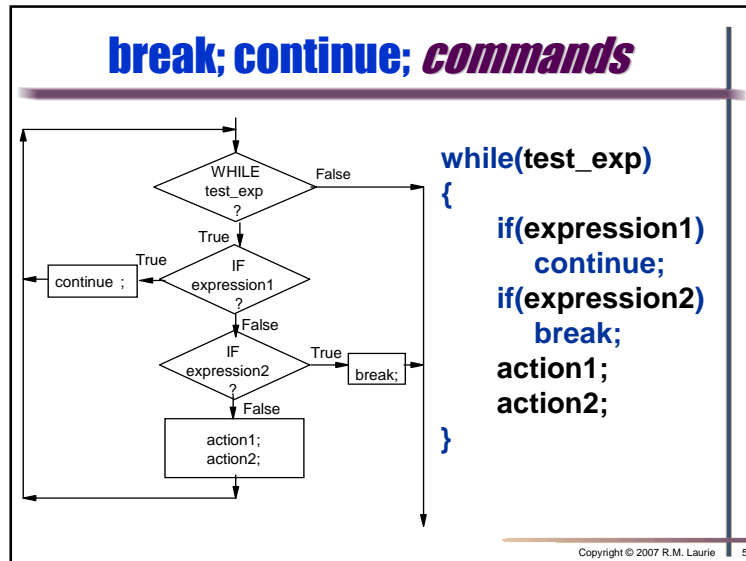 break; continue; commands
WHILE
test_exp
?
False
True
IF
expression1
?
True
continue ;
False
IF
expression2
?
True
break;
False
action1;
action2;
while(test_exp)
{
if(expression1)
continue;
if(expression2)
break;
action1;
action2;
}
Copyright © 2007 R.M. Laurie 5